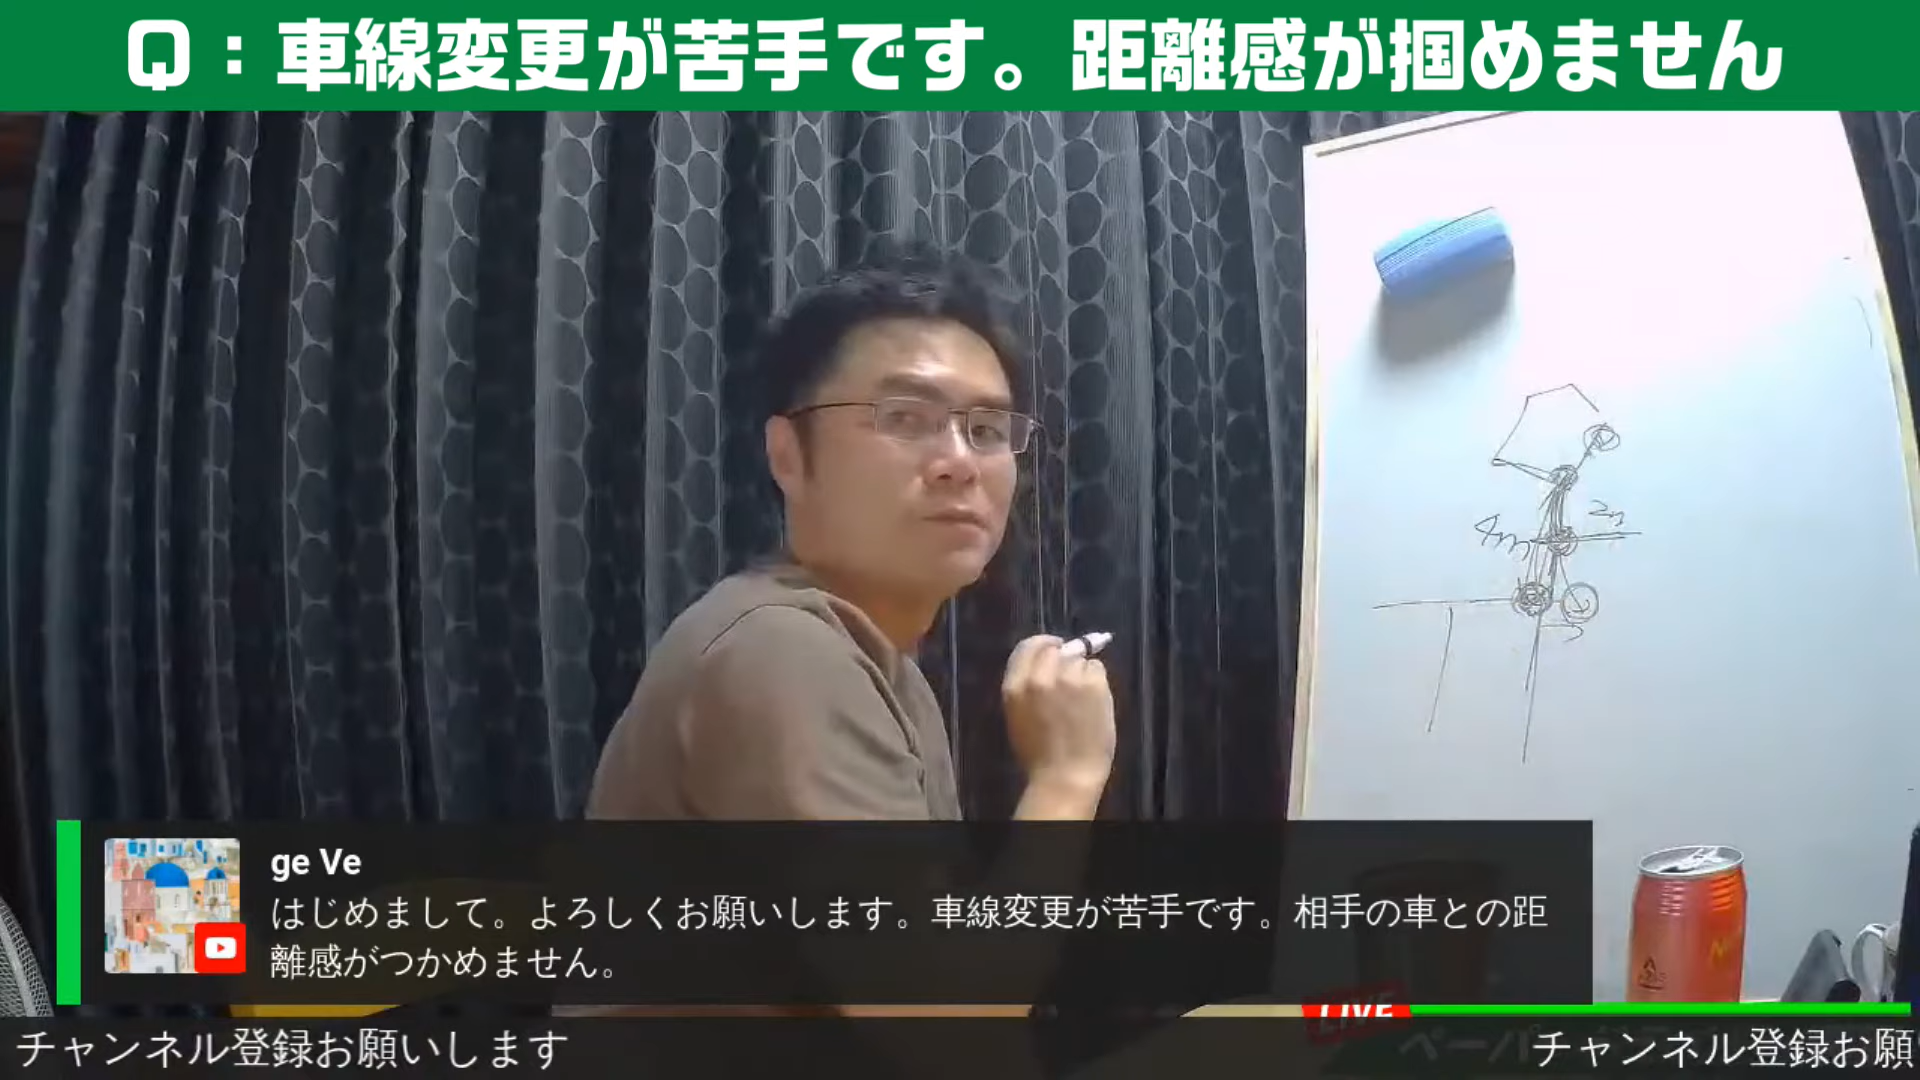 Q：車線変更が苦手です。距離感が掴めません
ge Ve
はじめまして。よろしくお願いします。車線変更が苦手です。相手の車との距
離感がつかめません。
LIVE
チャンネル登録お願いします
チャンネル登録お願